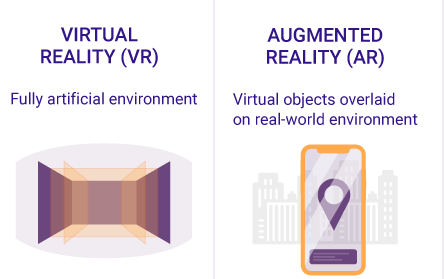 VIRTUAL
REALITY (VR)
Fully artificial environment
AUGMENTED
REALITY (AR)
Virtual objects overlaid
on real-world environment